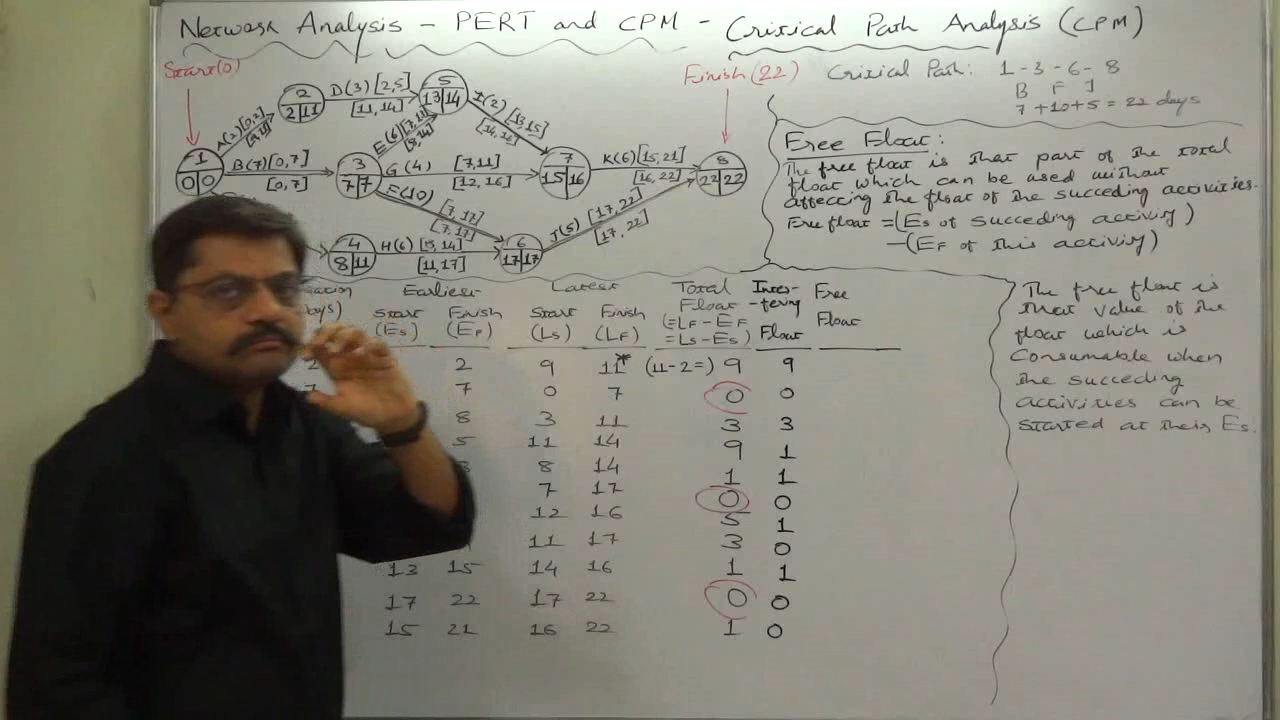 Network Analysis - PERT and CPM - Critical Path Analysis (CPM)
Start(0)
Finish(22)
Critical Path: 1-3-6-8
B F J
7+10+5 = 22 days
1
0|0
2
2|11
3
7|7
4
8|11
5
13|14
6
17|17
7
15|16
8
22|22
A(2)[0,2]
[9,11]
D(3) [2,5]
[11,14]
B(7)[0,7]
[0,7]
E(6)[7,13]
[8,14]
G(4) [7,11]
[12,16]
F(10) [7,17]
[7,17]
I(2) [13,15]
[14,16]
K(6)[15,21]
[16,22]
H(6) [8,14]
[11,17]
J(5) [17,22]
[17,22]
Free Float:
The free float is that part of the total
float which can be used without
affecting the float of the succeding activities.
Free float = (Es of succeding activity)
-(EF of this activity)
The free float is
that value of the
float which is
Consumable when
the succeding
activities can be
started at their Es.
Earliest Latest Total Inter- Free
Start Finish Start Finish Float -fering Float
(Es) (EF) (Ls) (LF) (=LF-EF Float
=Ls-Es)
2 2 9 11* (11-2=) 9 9
7 7 0 7 0 0
8 3 11 3 3
5 11 14 9 1
8 14 1 1
7 17 0 0
12 16 5 1
11 17 3 0
13 15 14 16 1 1
17 22 17 22 0 0
15 21 16 22 1 0